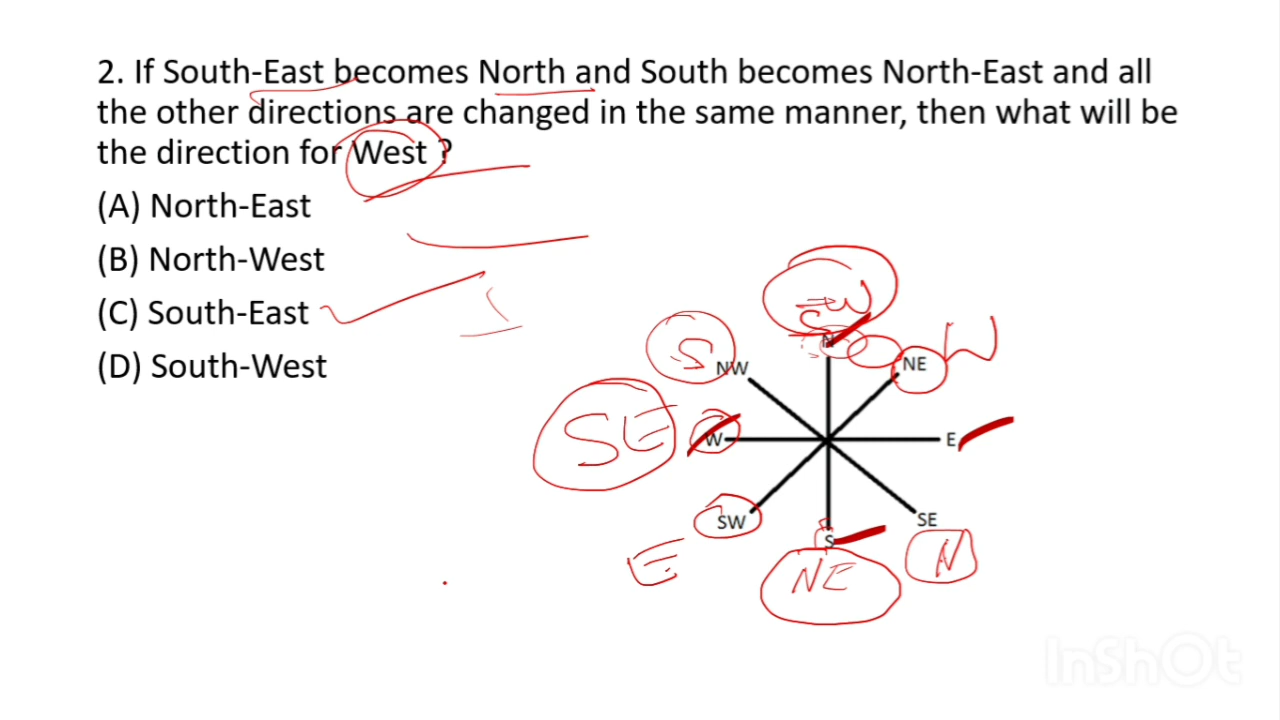 2. If South-East becomes North and South becomes North-East and all
the other directions are changed in the same manner, then what will be
the direction for West ?
(A) North-East
(B) North-West
(C) South-East
(D) South-West
SW
N
W
S
NW
NE
SE
W
E
SW
SE
E
S
N
NE
InShOt